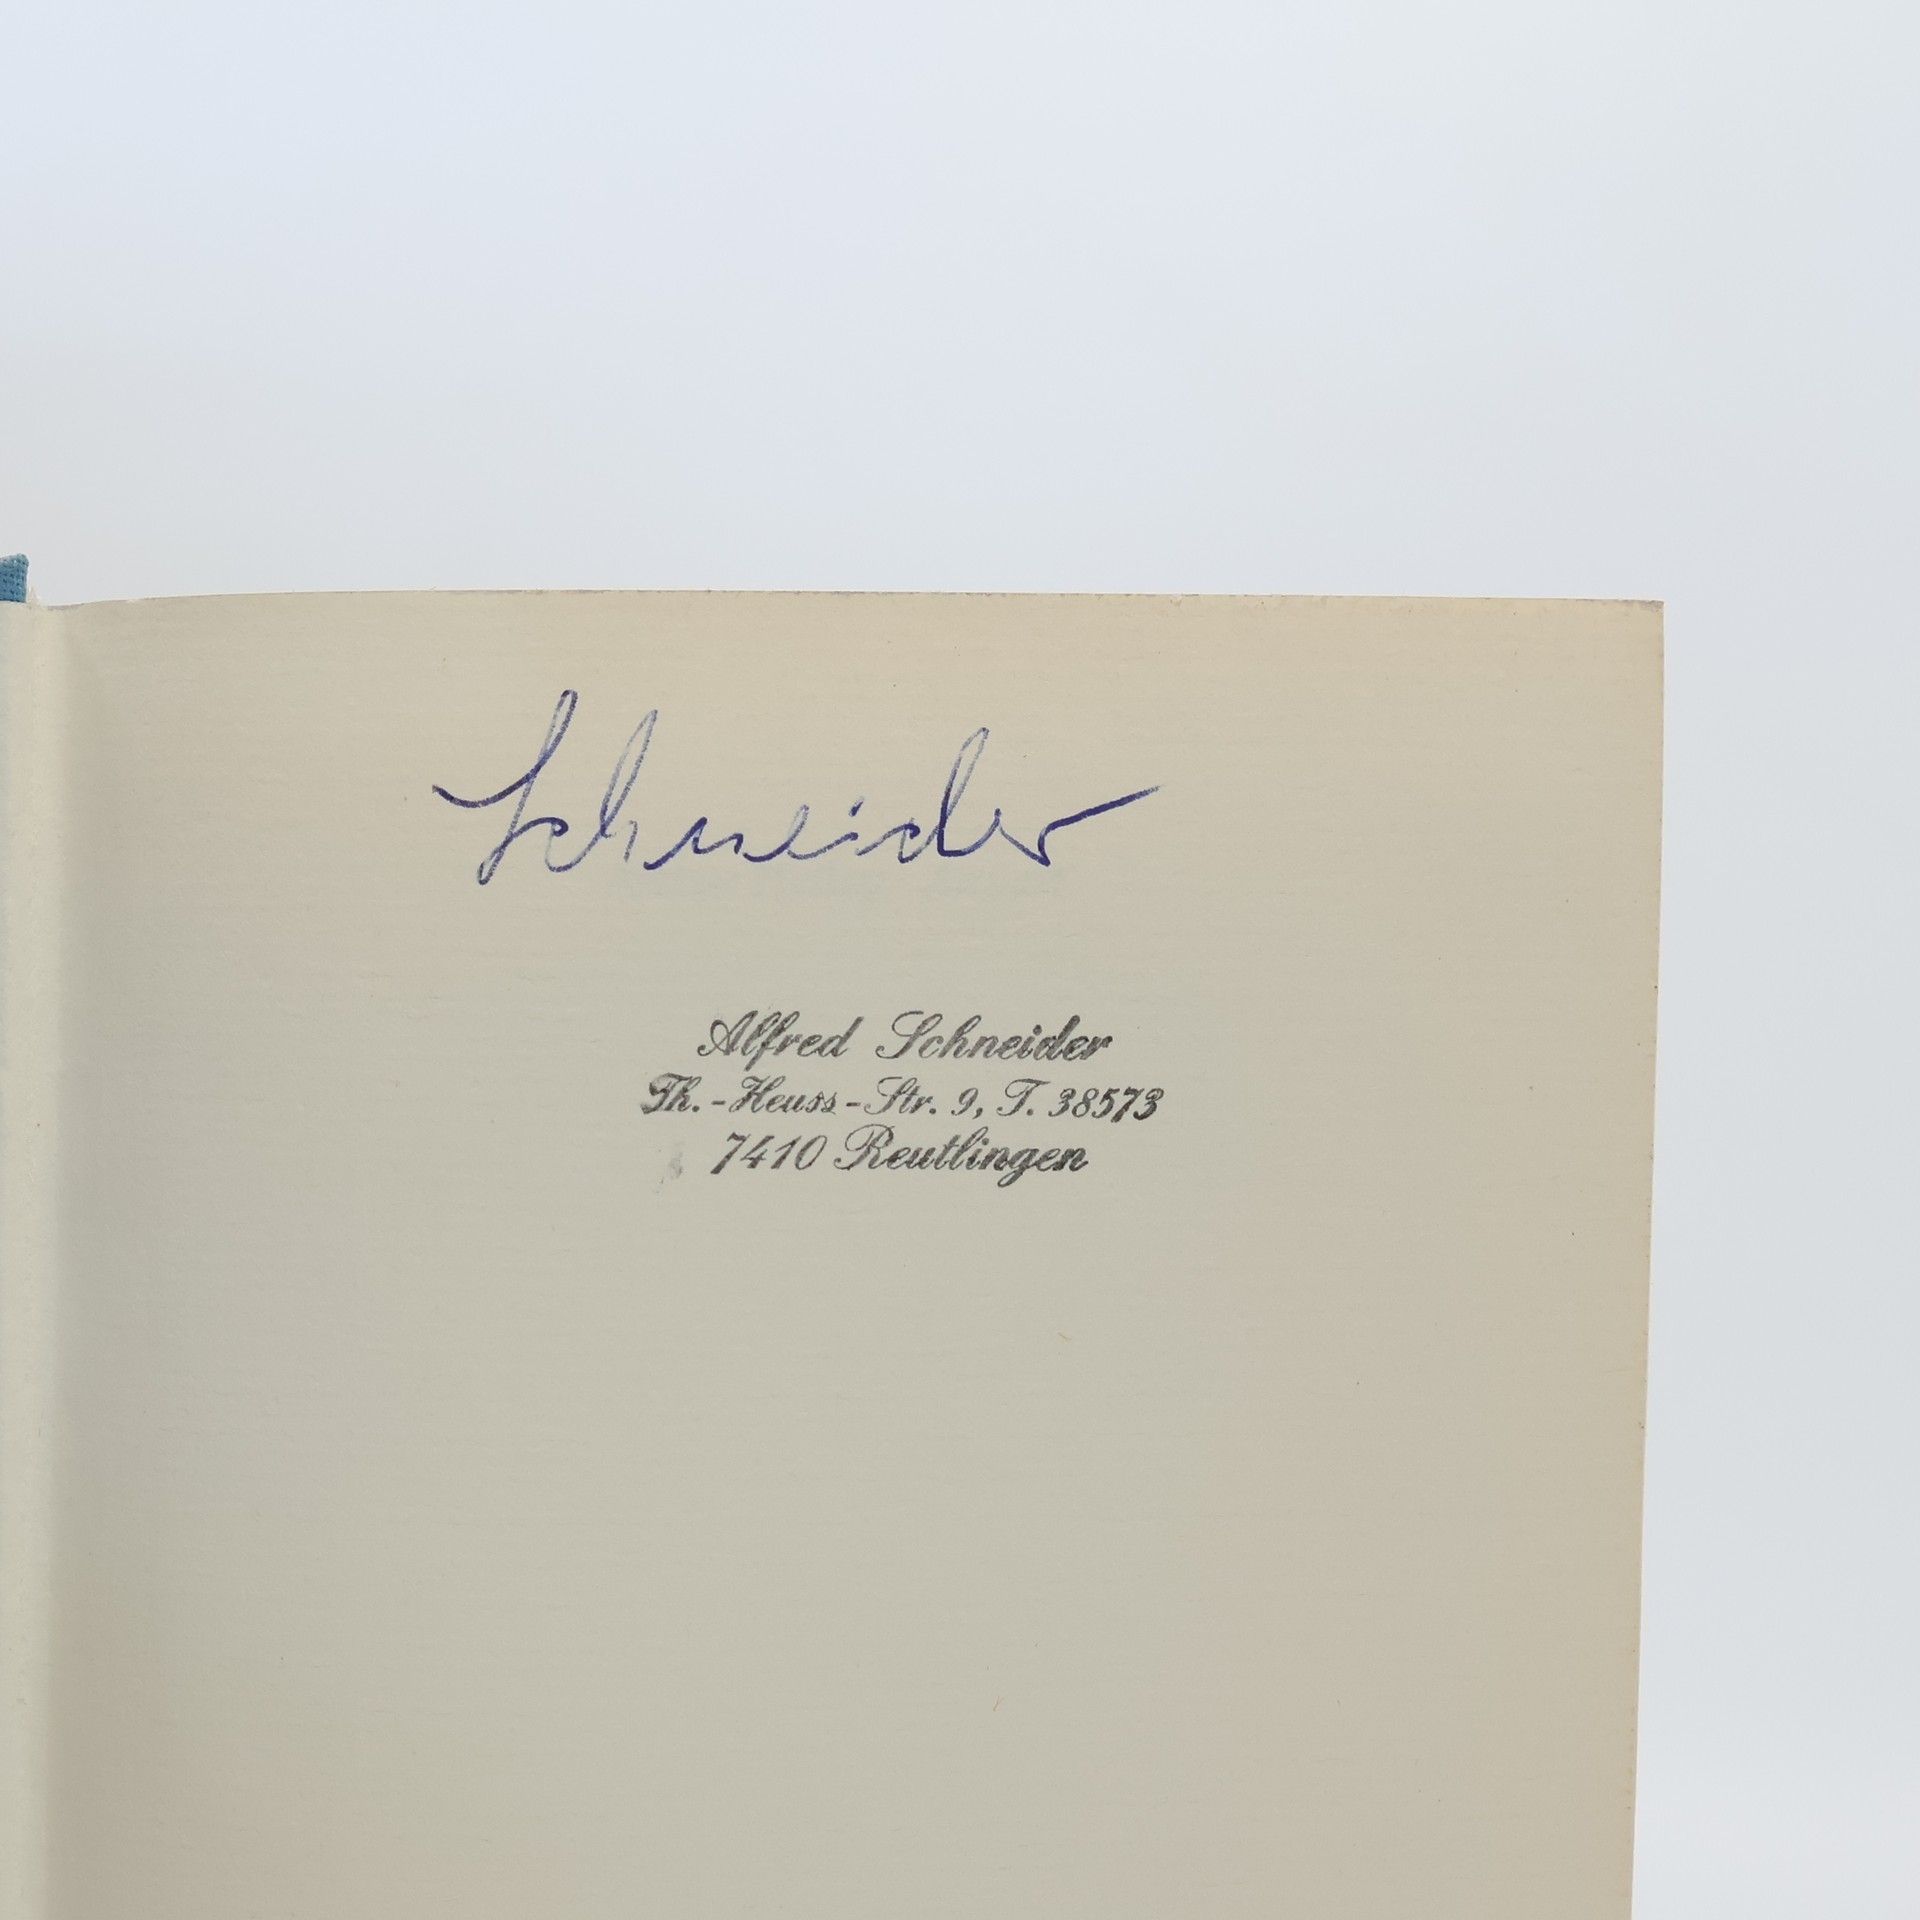 Schneider
Alfred Schneider
Th.-Heuss-Str. 9, T. 38573
7410 Reutlingen